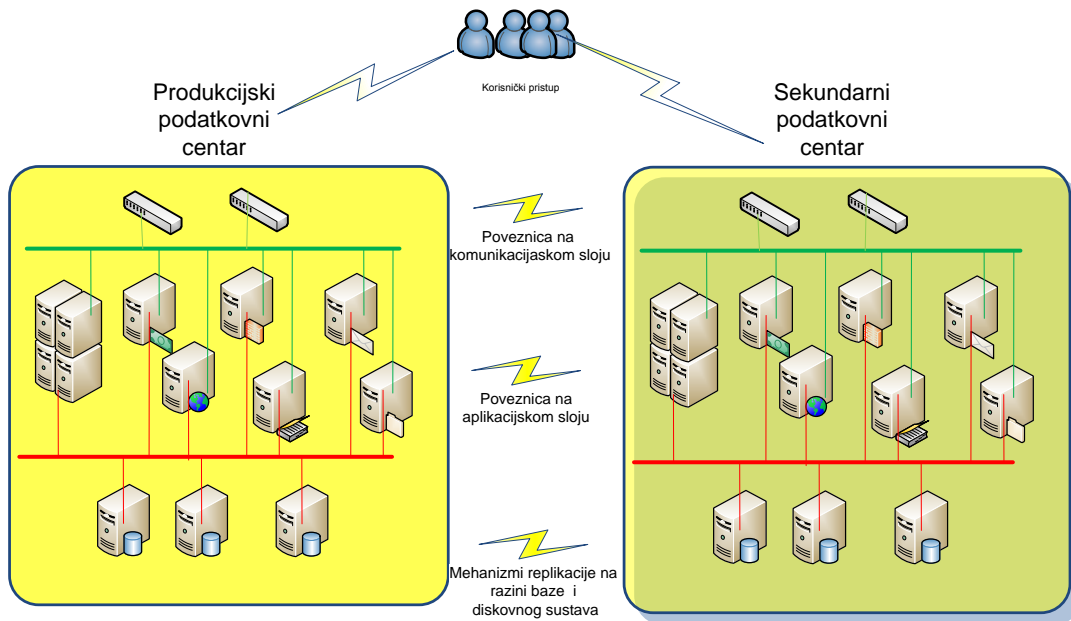 Korisnički pristup
Produkcijski
podatkovni
centar
Sekundarni
podatkovni
centar
Poveznica na
komunikacijaskom sloju
Poveznica na
aplikacijskom sloju
Mehanizmi replikacije na
razini baze i
diskovnog sustava